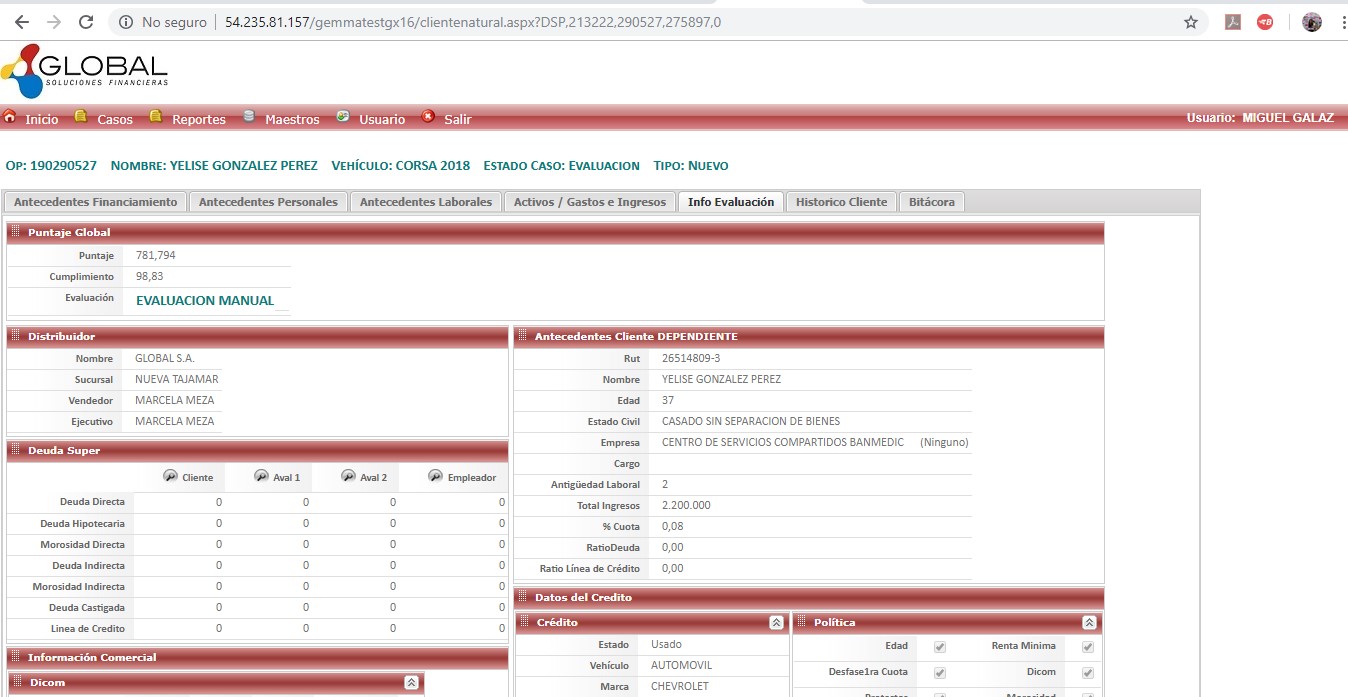 No seguro | 54.235.81.157/gemmatestgx16/clientenatural.aspx?DSP,213222,290527,275897,0
GLOBAL
SOLUCIONES FINANCIERAS
Inicio Casos Reportes Maestros Usuario Salir Usuario: MIGUEL GALAZ
OP: 190290527 NOMBRE: YELISE GONZALEZ PEREZ VEHÍCULO: CORSA 2018 ESTADO CASO: EVALUACION TIPO: NUEVO
Antecedentes Financiamiento Antecedentes Personales Antecedentes Laborales Activos / Gastos e Ingresos Info Evaluación Historico Cliente Bitácora
Puntaje Global
Puntaje 781,794
Cumplimiento 98,83
Evaluación EVALUACION MANUAL
Distribuidor
Nombre GLOBAL S.A.
Sucursal NUEVA TAJAMAR
Vendedor MARCELA MEZA
Ejecutivo MARCELA MEZA
Deuda Super
Cliente Aval 1 Aval 2 Empleador
Deuda Directa 0 0 0 0
Deuda Hipotecaria 0 0 0 0
Morosidad Directa 0 0 0 0
Deuda Indirecta 0 0 0 0
Morosidad Indirecta 0 0 0 0
Deuda Castigada 0 0 0 0
Linea de Credito 0 0 0 0
Información Comercial
Dicom
Antecedentes Cliente DEPENDIENTE
Rut 26514809-3
Nombre YELISE GONZALEZ PEREZ
Edad 37
Estado Civil CASADO SIN SEPARACION DE BIENES
Empresa CENTRO DE SERVICIOS COMPARTIDOS BANMEDIC (Ninguno)
Cargo
Antigüedad Laboral 2
Total Ingresos 2.200.000
% Cuota 0,08
RatioDeuda 0,00
Ratio Línea de Crédito 0,00
Datos del Credito
Crédito
Estado Usado
Vehículo AUTOMOVIL
Marca CHEVROLET
Política
Edad Renta Minima
Desfase1ra Cuota Dicom